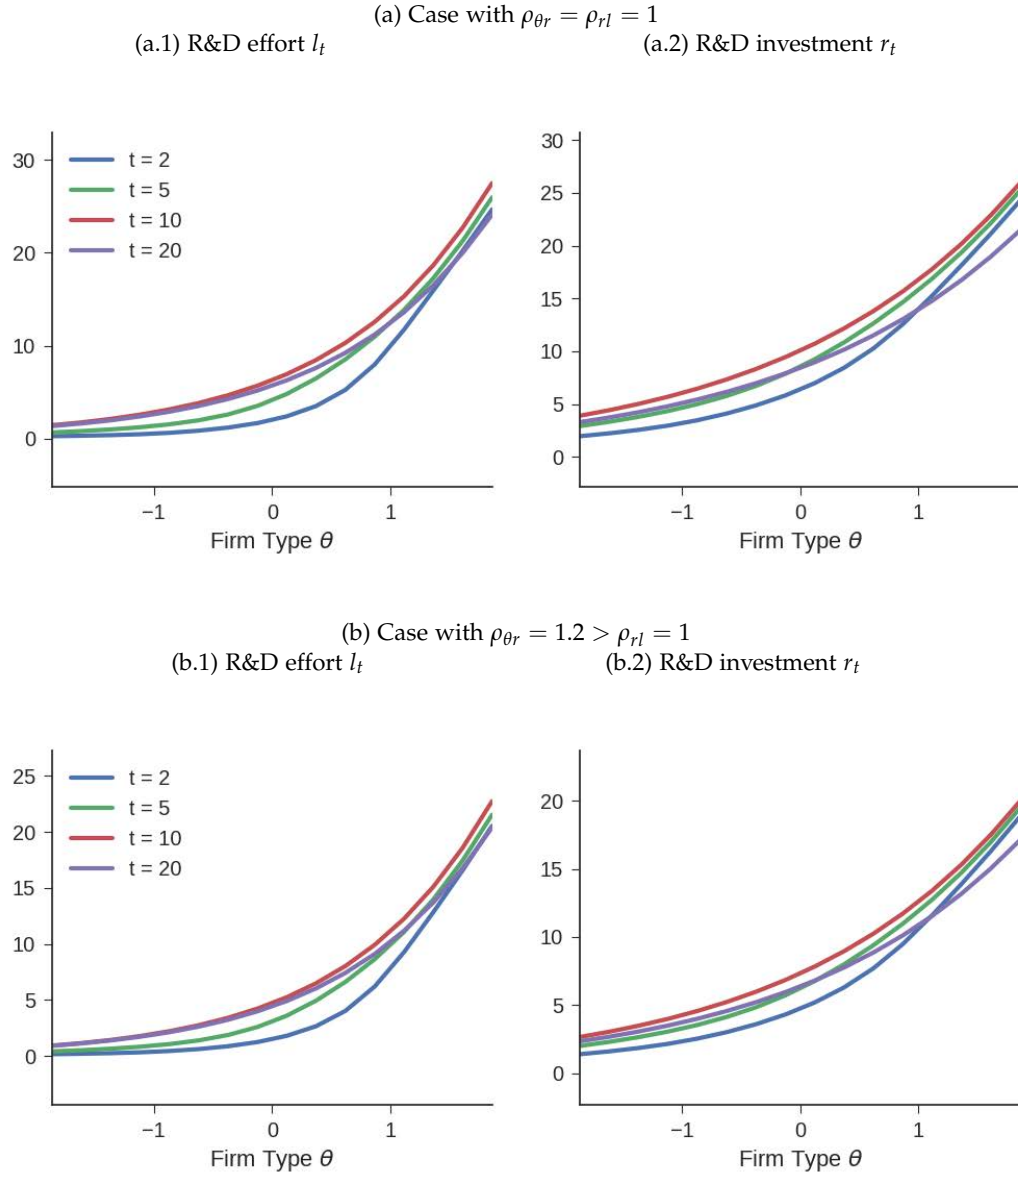 (a) Case with ρθr = ρrl = 1
(a.1) R&D effort lt
(a.2) R&D investment rt
30
20
10
0
t = 2
t = 5
t = 10
t = 20
−1 0 1
Firm Type θ
30
25
20
15
10
5
0
−1 0 1
Firm Type θ
(b) Case with ρθr = 1.2 > ρrl = 1
(b.1) R&D effort lt
(b.2) R&D investment rt
25
20
15
10
5
0
t = 2
t = 5
t = 10
t = 20
−1 0 1
Firm Type θ
20
15
10
5
0
−1 0 1
Firm Type θ